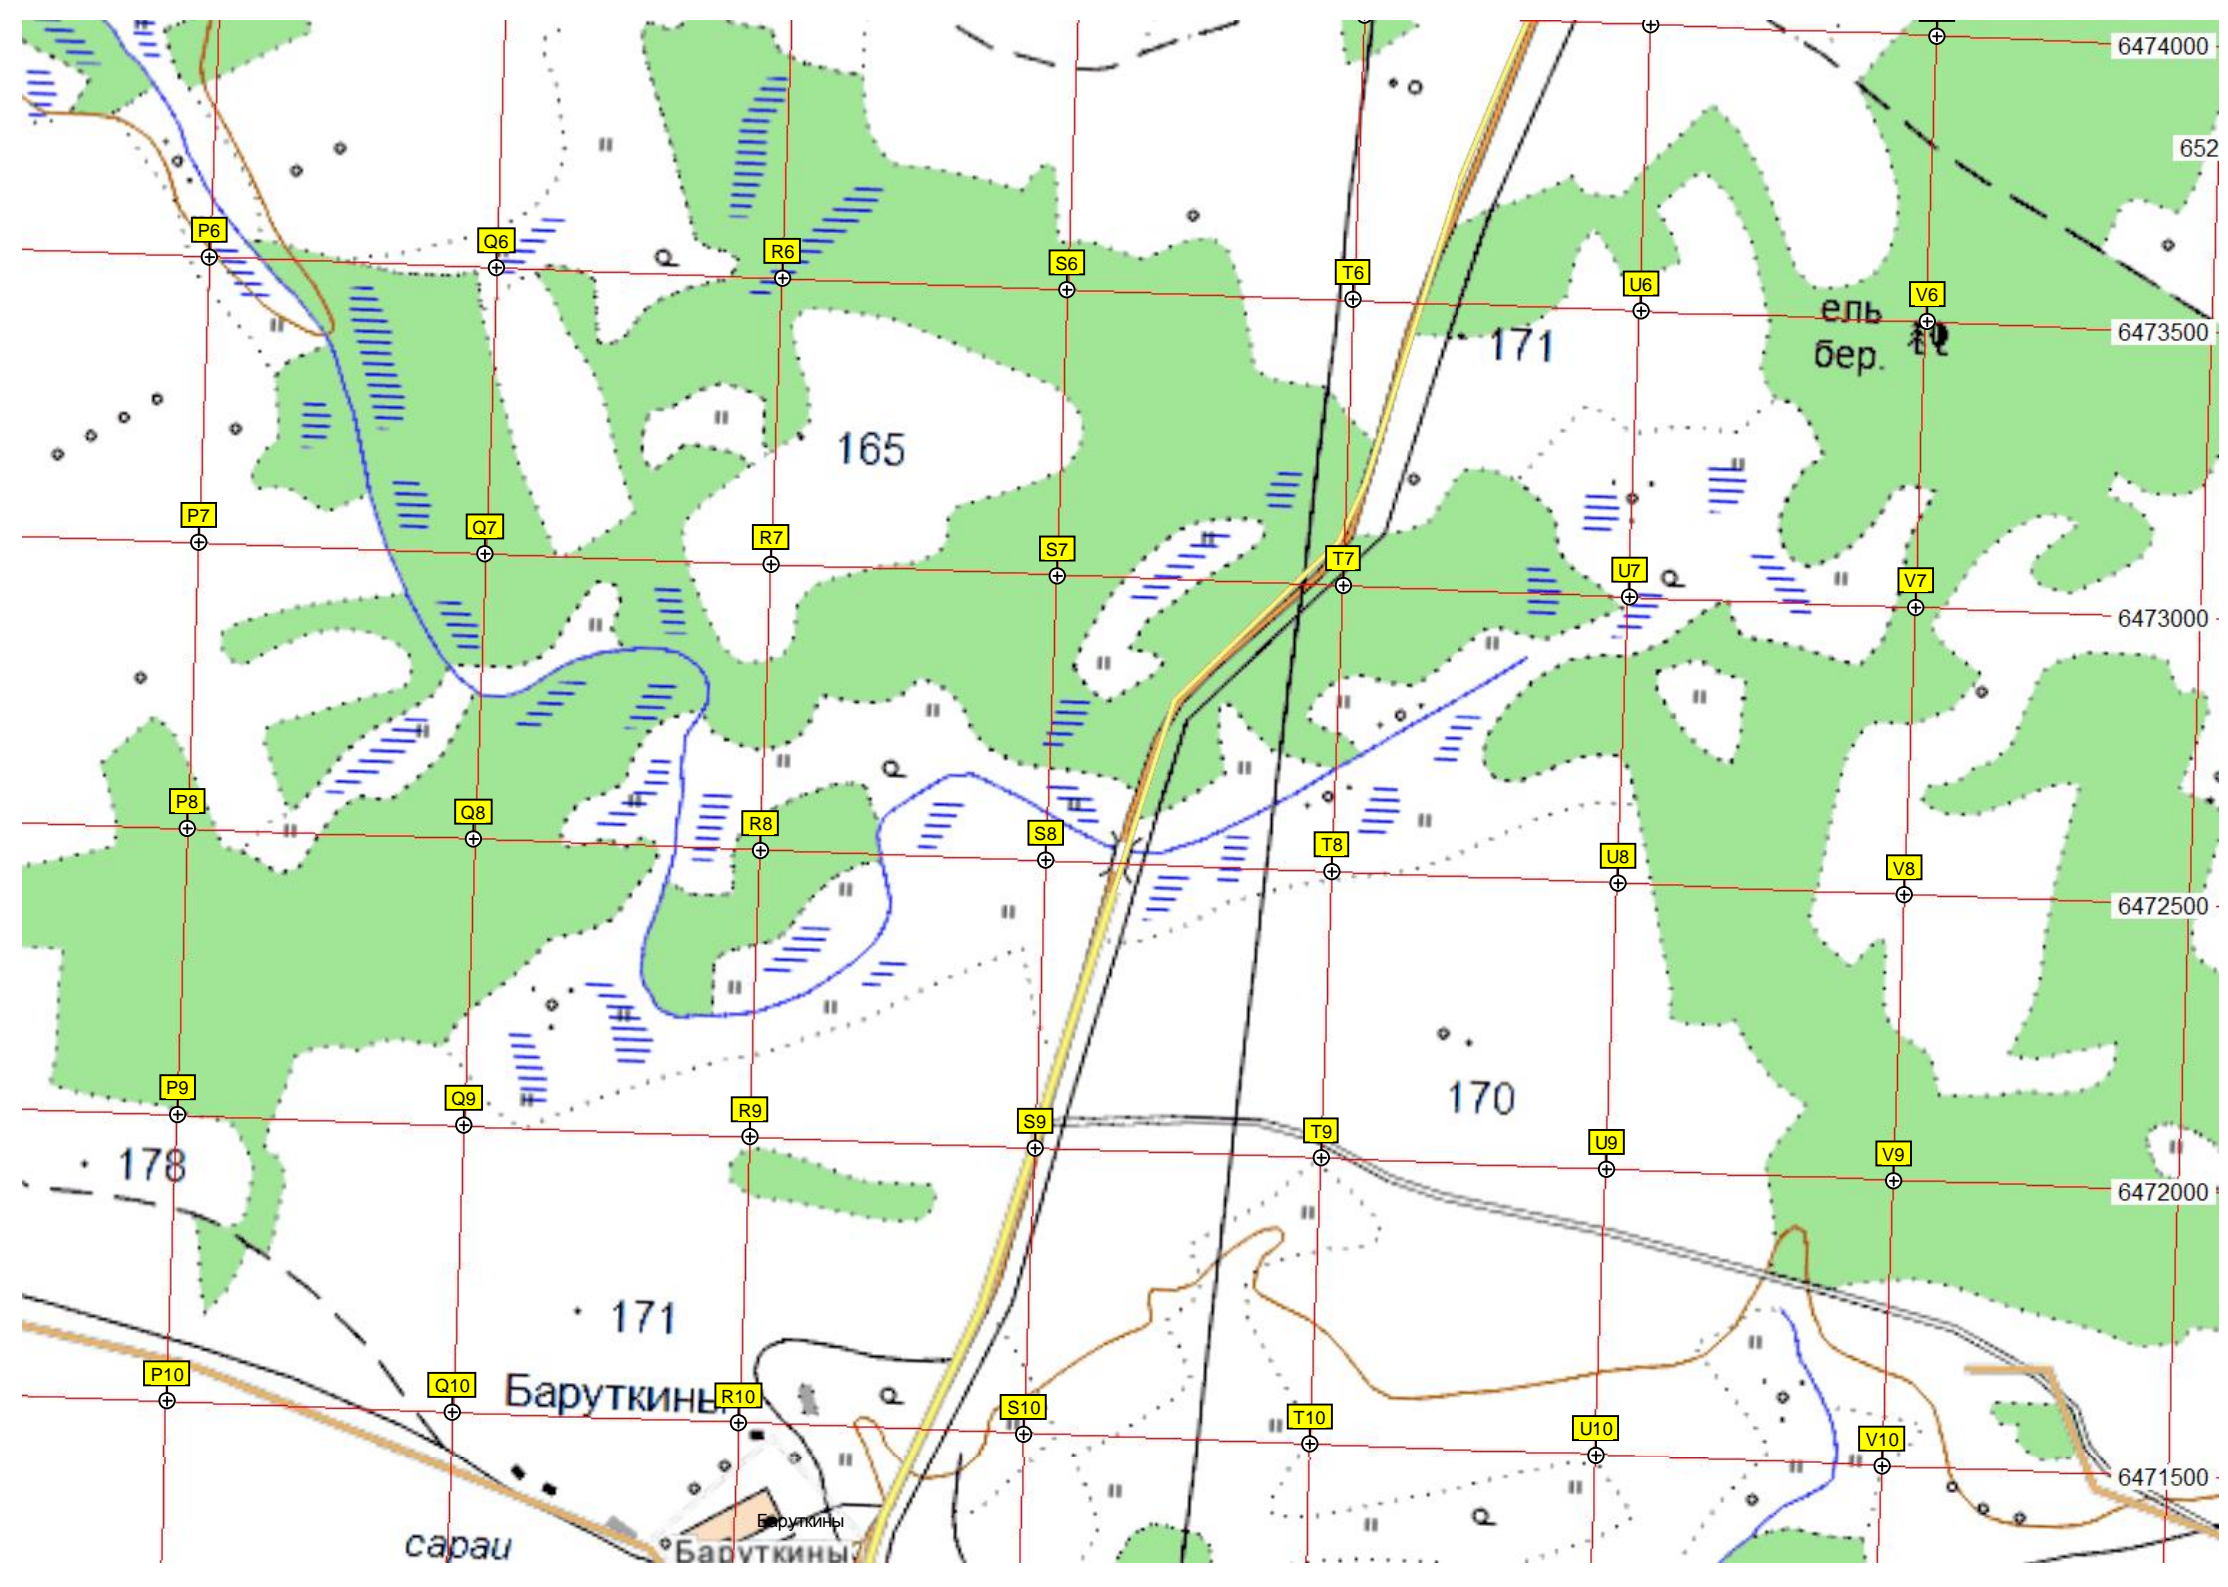 6474000
652
P6
Q6
R6
S6
T6
U6
V6
ель
бер.
171
6473500
165
P7
Q7
R7
S7
T7
U7
V7
6473000
P8
Q8
R8
S8
T8
U8
V8
6472500
170
P9
Q9
R9
S9
T9
U9
V9
178
6472000
171
Баруткины
P10
Q10
R10
S10
T10
U10
V10
6471500
Баруткины
сараи
Баруткины